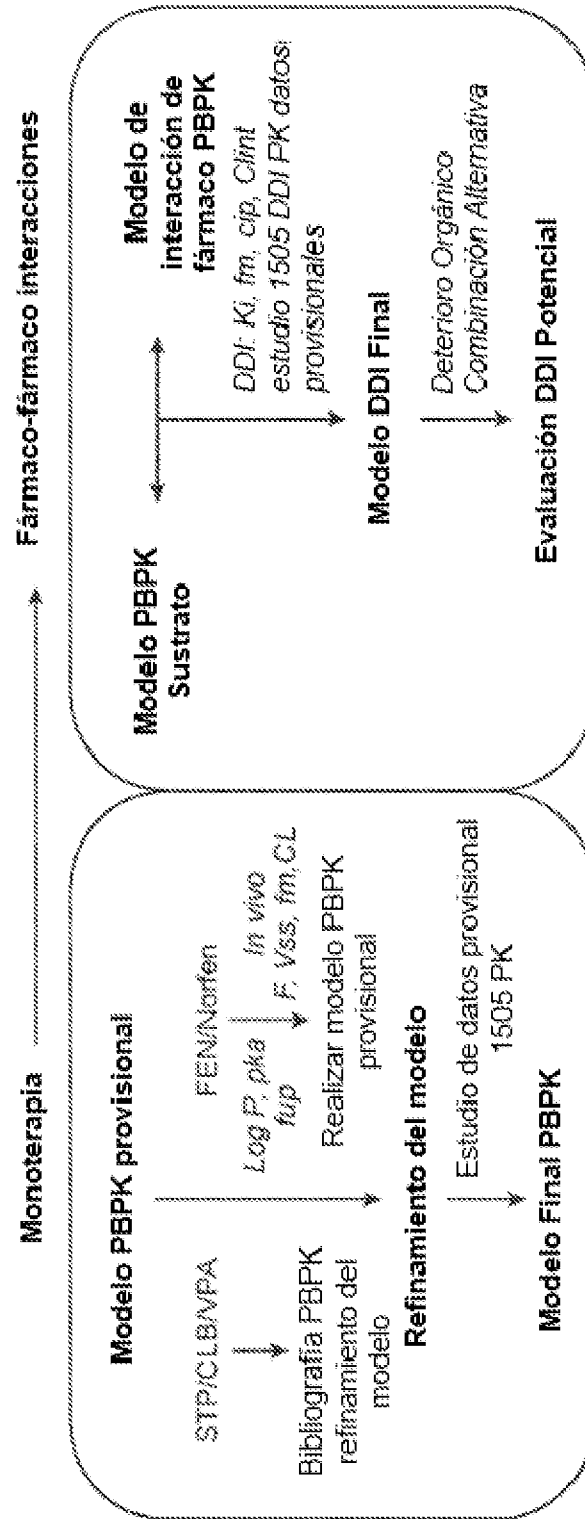 Monoterapia
Fármaco-fármaco interacciones
Modelo PBPK provisional
STP/CLB/VPA
Bibliografía PBPK
refinamiento del
modelo
FEN/Norfen
Log P, pka
fup
In vivo
F, Vss, fm,CL
Realizar modelo PBPK
provisional
Refinamiento del modelo
Estudio de datos provisional
1505 PK
Modelo Final PBPK
Modelo PBPK
Sustrato
Modelo de
interacción de
fármaco PBPK
DDI: Ki, fm, cip, Clint
estudio 1505 DDI PK datos
provisionales
Modelo DDI Final
Deterioro Orgánico
Combinación Alternativa
Evaluación DDI Potencial